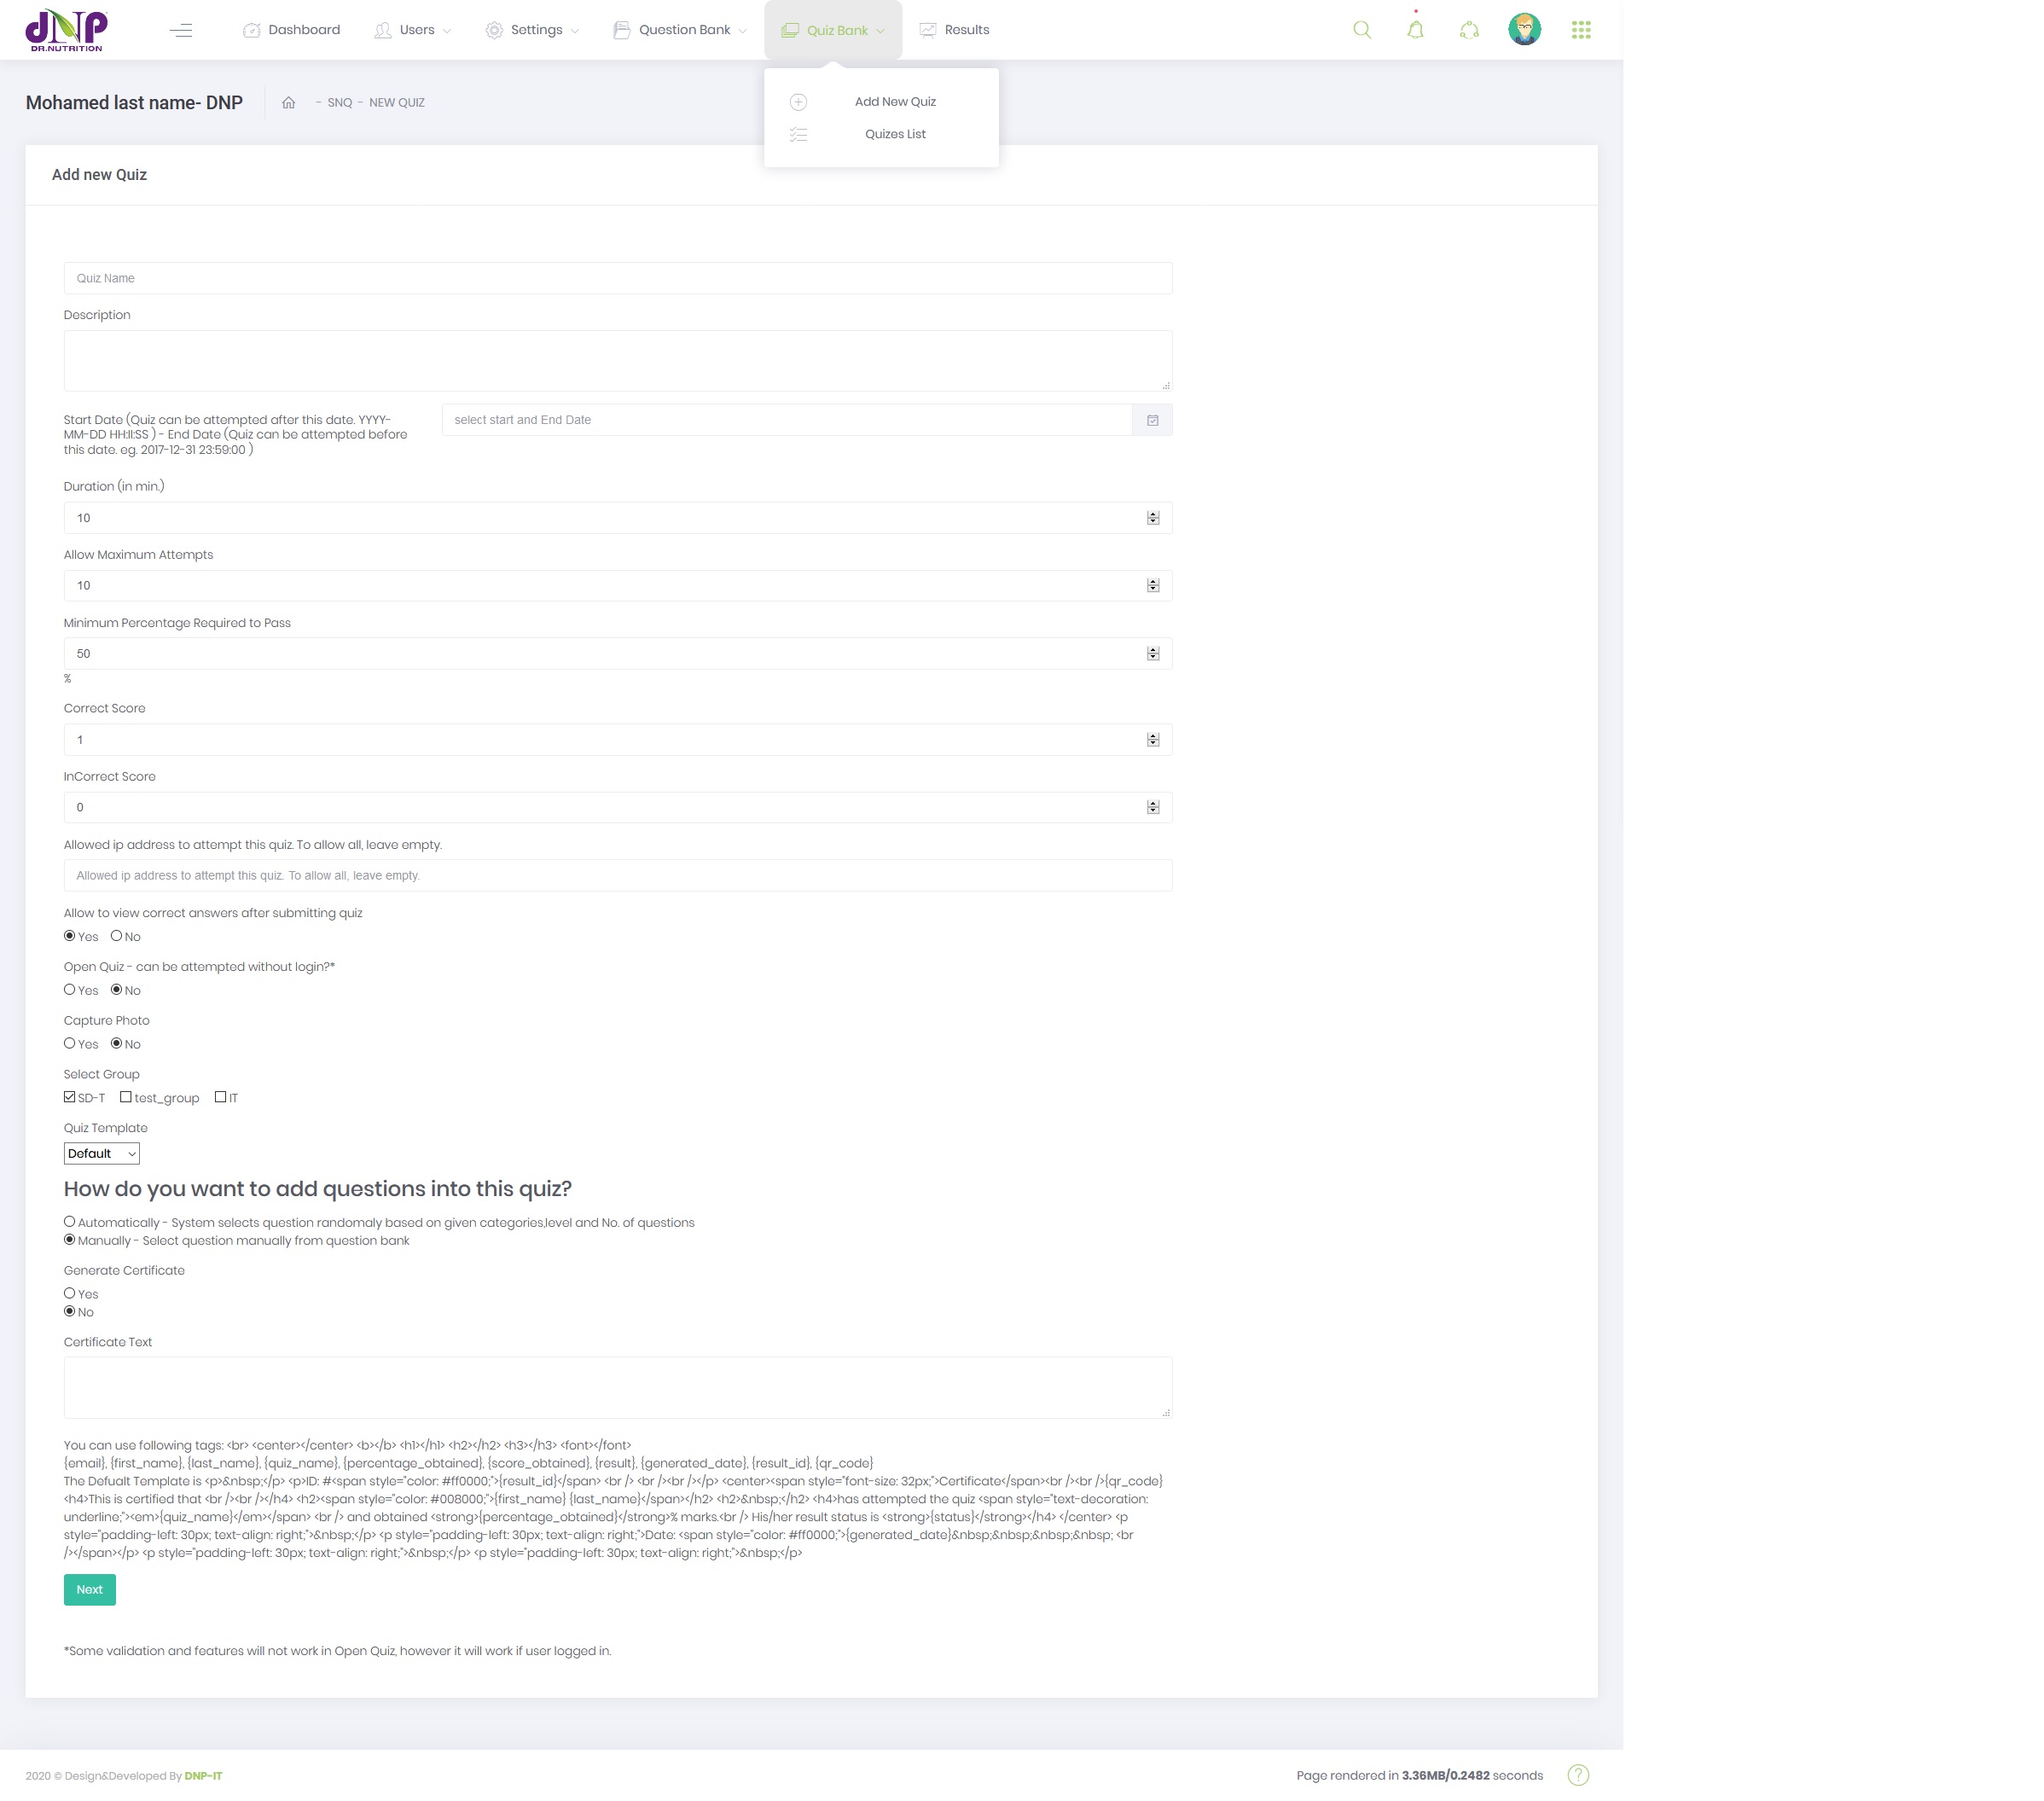 dNP
DR.NUTRITION
Dashboard
Users
Settings
Question Bank
Quiz Bank
Results
Add New Quiz
Quizes List
Mohamed last name- DNP
- SNQ - NEW QUIZ
Add new Quiz
Quiz Name
Description
Start Date (Quiz can be attempted after this date. YYYY-
MM-DD HH:II:SS ) - End Date (Quiz can be attempted before
this date. eg. 2017-12-31 23:59:00 )
select start and End Date
Duration (in min.)
10
Allow Maximum Attempts
10
Minimum Percentage Required to Pass
50
%
Correct Score
1
InCorrect Score
0
Allowed ip address to attempt this quiz. To allow all, leave empty.
Allowed ip address to attempt this quiz. To allow all, leave empty.
Allow to view correct answers after submitting quiz
Yes No
Open Quiz - can be attempted without login?*
Yes No
Capture Photo
Yes No
Select Group
SD-T test_group IT
Quiz Template
Default
How do you want to add questions into this quiz?
Automatically - System selects question randomaly based on given categories,level and No. of questions
Manually - Select question manually from question bank
Generate Certificate
Yes
No
Certificate Text
You can use following tags: <br> <center></center> <b></b> <h1></h1> <h2></h2> <h3></h3> <font></font>
{email}, {first_name}, {last_name}, {quiz_name}, {percentage_obtained}, {score_obtained}, {result}, {generated_date}, {result_id}, {qr_code}
The Defualt Template is <p>&nbsp;</p> <p>ID: #<span style="color: #ff0000;">{result_id}</span> <br /> <br /><br /></p> <center><span style="font-size: 32px;">Certificate</span><br /><br />{qr_code}
<h4>This is certified that <br /><br /></h4> <h2><span style="color: #008000;">{first_name} {last_name}</span></h2> <h2>&nbsp;</h2> <h4>has attempted the quiz <span style="text-decoration:
underline;"><em>{quiz_name}</em></span> <br /> and obtained <strong>{percentage_obtained}</strong>% marks.<br /> His/her result status is <strong>{status}</strong></h4> </center> <p
style="padding-left: 30px; text-align: right;">&nbsp;</p> <p style="padding-left: 30px; text-align: right;">Date: <span style="color: #ff0000;">{generated_date}&nbsp;&nbsp;&nbsp;&nbsp; <br
/></span></p> <p style="padding-left: 30px; text-align: right;">&nbsp;</p> <p style="padding-left: 30px; text-align: right;">&nbsp;</p>
Next
*Some validation and features will not work in Open Quiz, however it will work if user logged in.
2020 © Design&Developed By DNP-IT
Page rendered in 3.36MB/0.2482 seconds